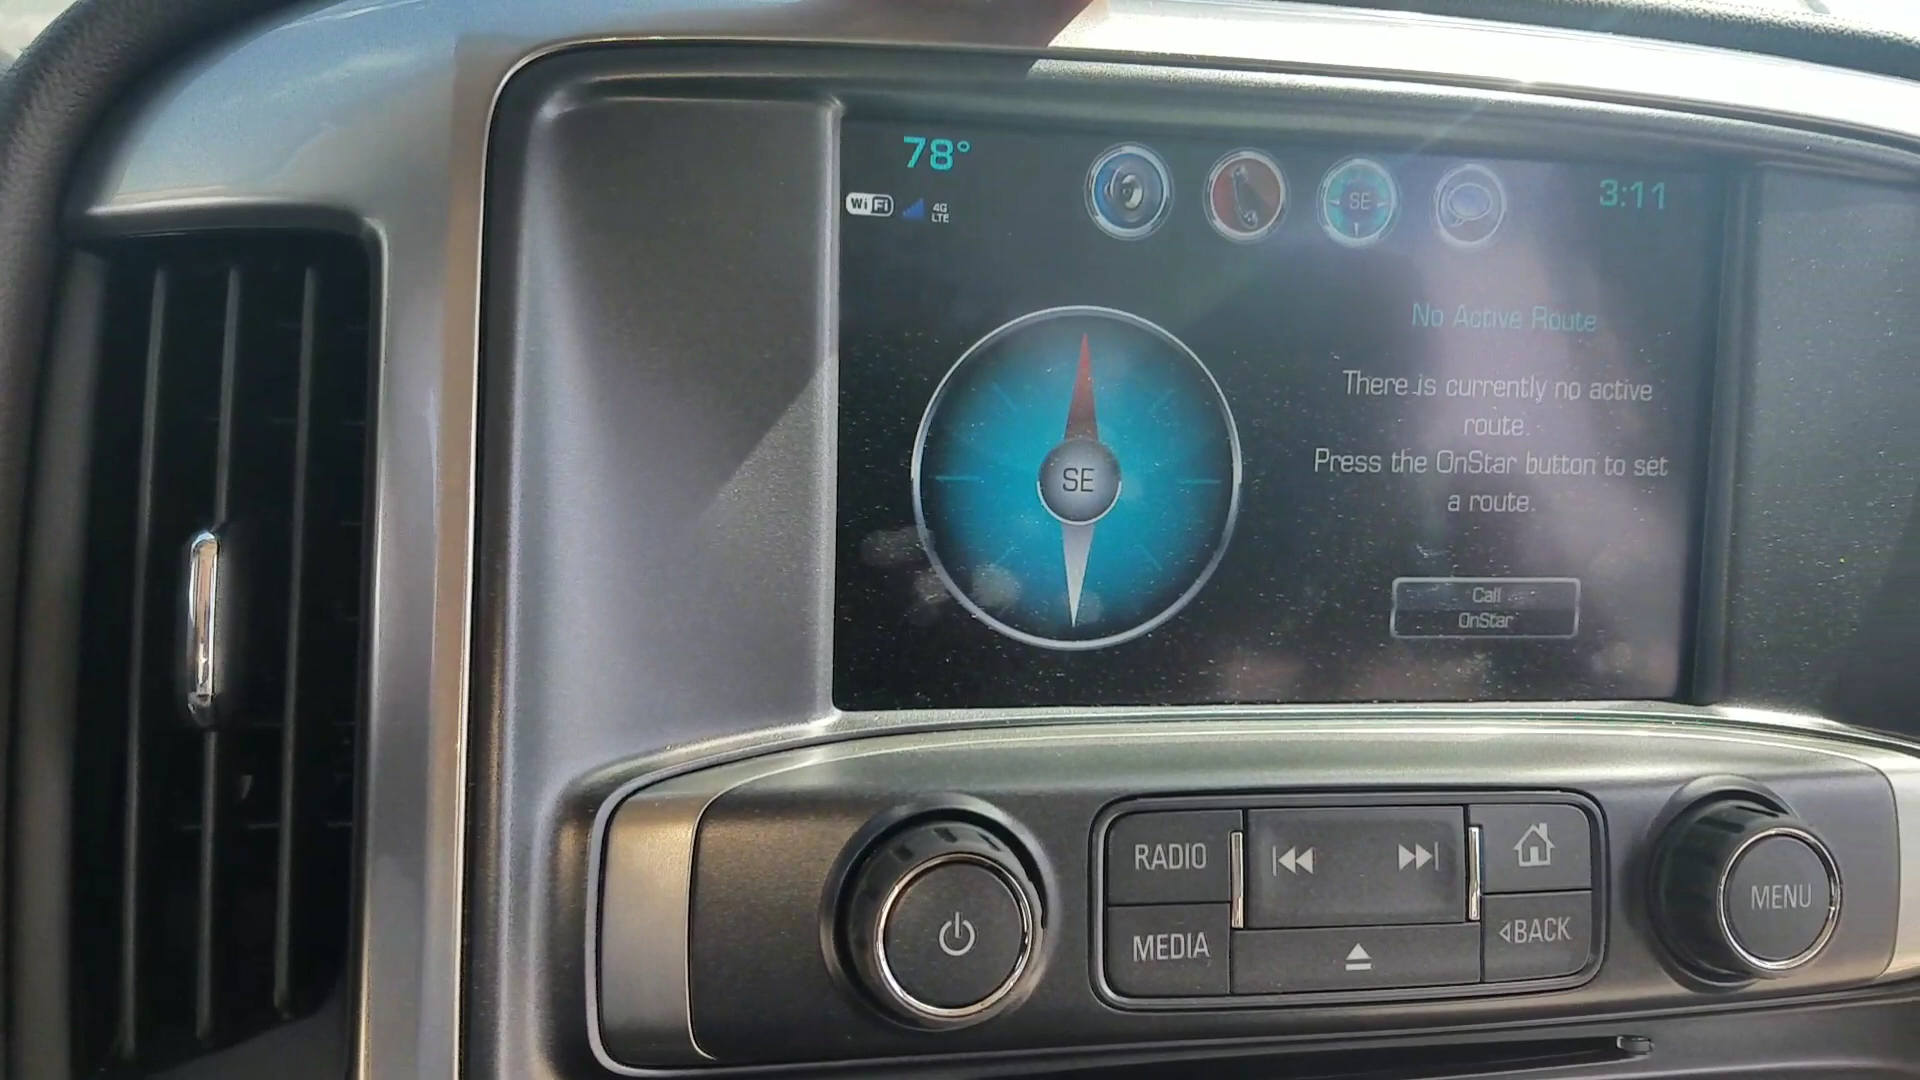 78°
WiFi 4G
LTE
SE
3:11
No Active Route
There is currently no active
route.
Press the OnStar button to set
a route.
SE
Call
OnStar
RADIO
MEDIA
BACK
MENU